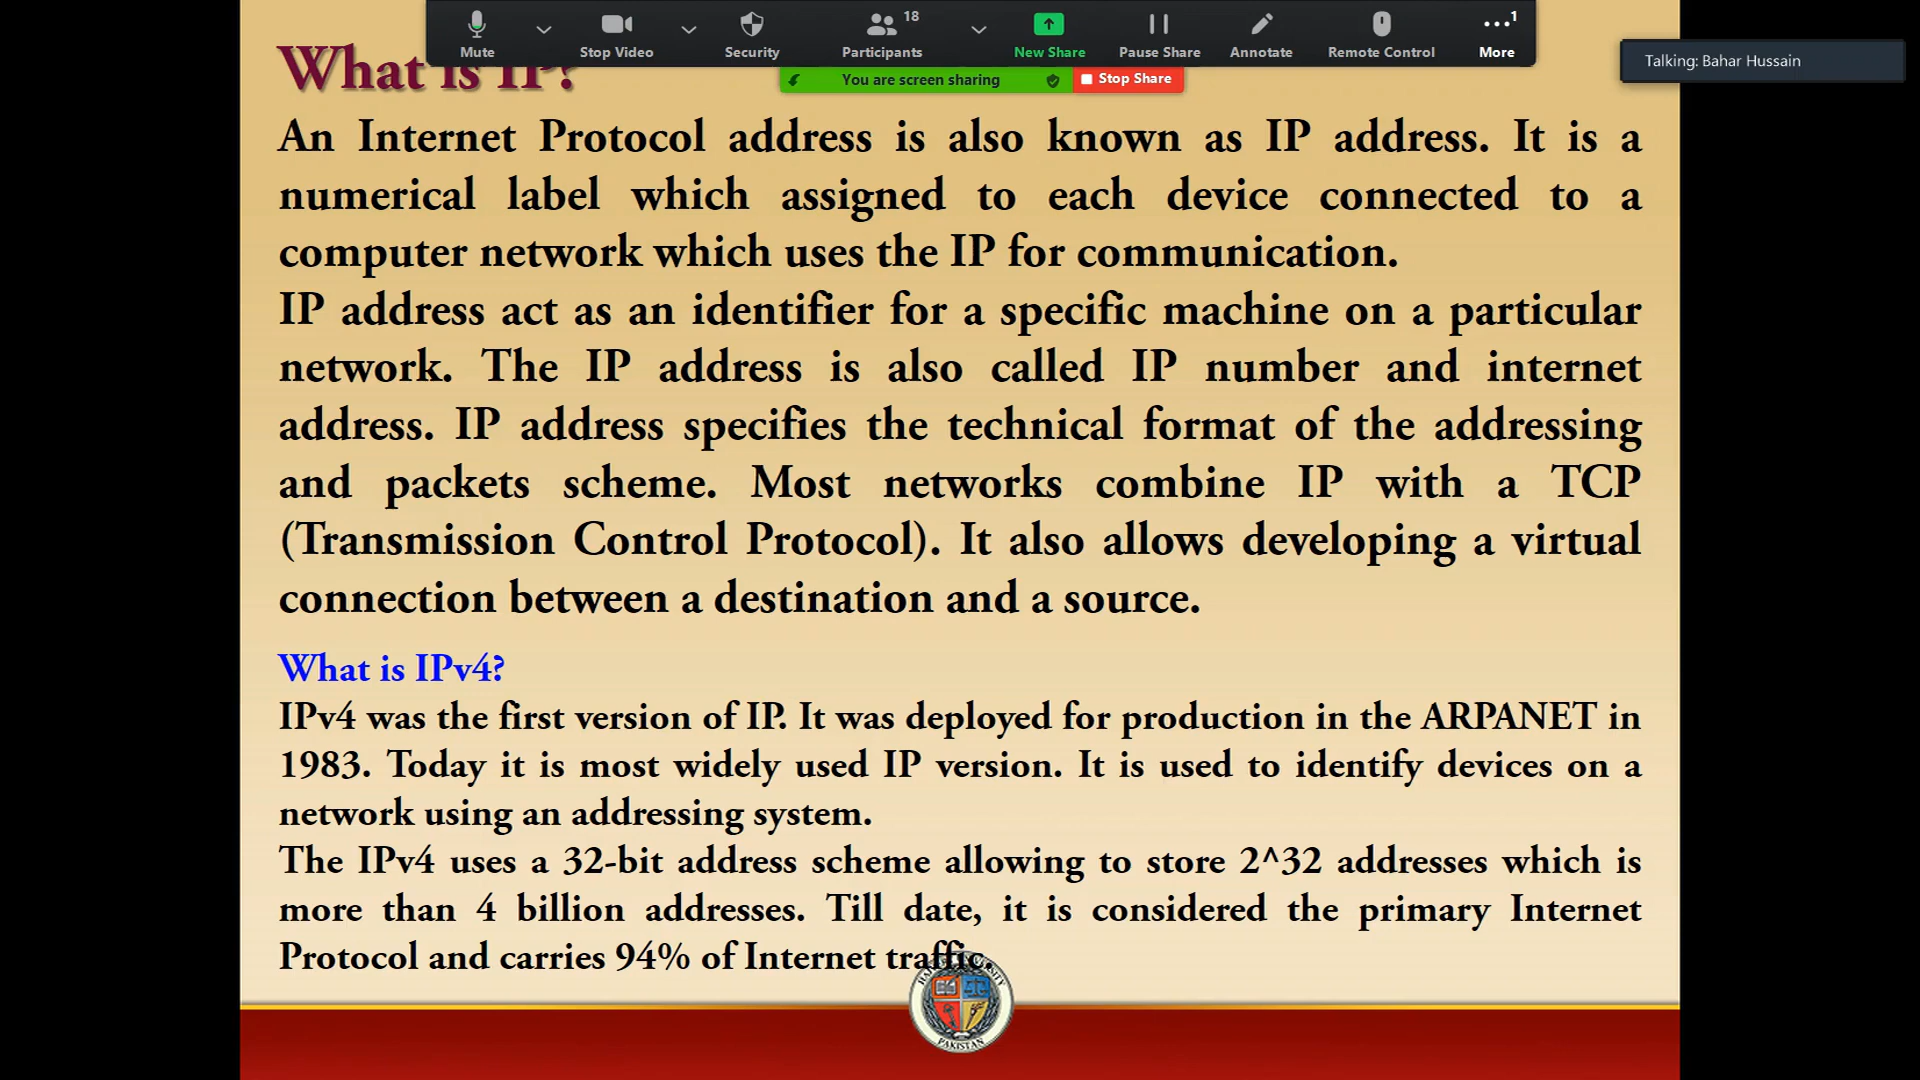 Mute
Stop Video
Security
Participants
18
New Share
Pause Share
Annotate
Remote Control
More
1
You are screen sharing
Stop Share
Talking: Bahar Hussain
What is IP?
An Internet Protocol address is also known as IP address. It is a
numerical label which assigned to each device connected to a
computer network which uses the IP for communication.
IP address act as an identifier for a specific machine on a particular
network. The IP address is also called IP number and internet
address. IP address specifies the technical format of the addressing
and packets scheme. Most networks combine IP with a TCP
(Transmission Control Protocol). It also allows developing a virtual
connection between a destination and a source.
What is IPv4?
IPv4 was the first version of IP. It was deployed for production in the ARPANET in
1983. Today it is most widely used IP version. It is used to identify devices on a
network using an addressing system.
The IPv4 uses a 32-bit address scheme allowing to store 2^32 addresses which is
more than 4 billion addresses. Till date, it is considered the primary Internet
Protocol and carries 94% of Internet traffic.
PAKISTAN